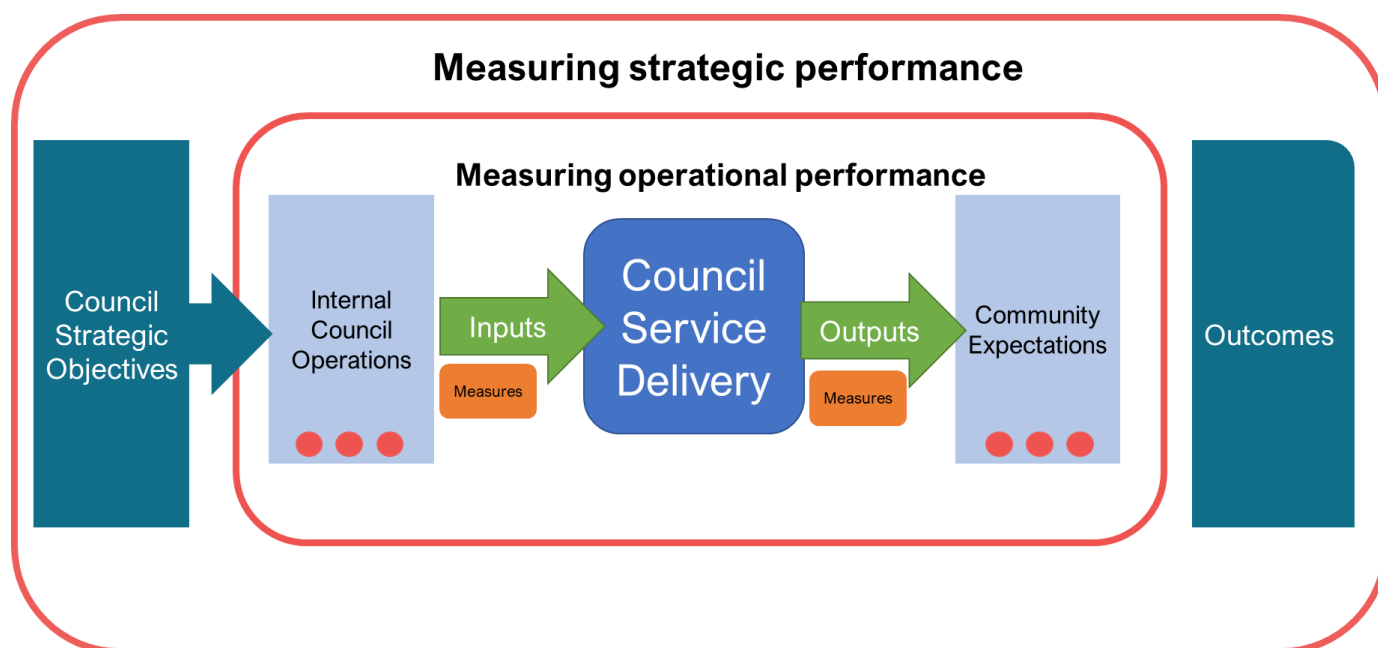 Measuring strategic performance
Measuring operational performance
Council
Strategic
Objectives
Internal
Council
Operations
Inputs
Measures
Council
Service
Delivery
Outputs
Measures
Community
Expectations
Outcomes